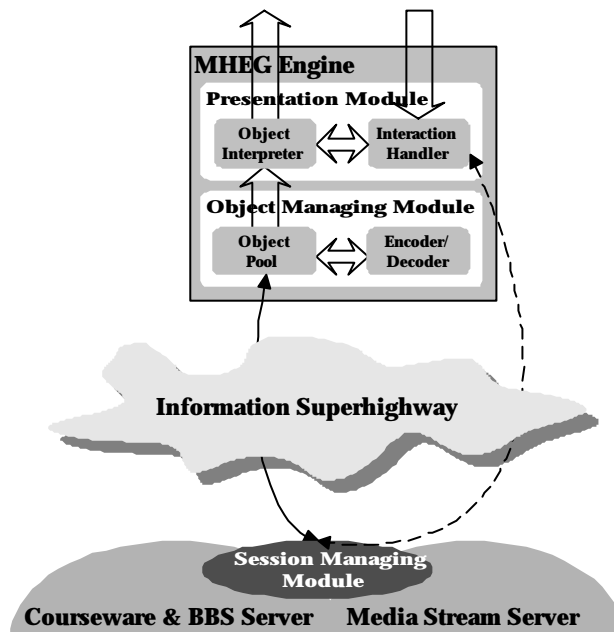 MHEG Engine
Presentation Module
Object
Interpreter
Interaction
Handler
Object Managing Module
Object
Pool
Encoder/
Decoder
Information Superhighway
Session Managing
Module
Courseware & BBS Server
Media Stream Server